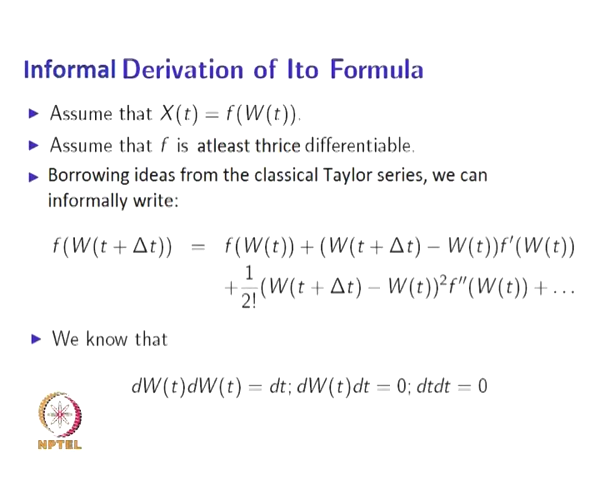 Informal Derivation of Ito Formula
▶ Assume that X(t) = f(W(t)).
▶ Assume that f is atleast thrice differentiable.
▶ Borrowing ideas from the classical Taylor series, we can
informally write:
f(W(t + Δt)) = f(W(t)) + (W(t + Δt) − W(t))f′(W(t))
+ 1/2! (W(t + Δt) − W(t))²f″(W(t)) + …
▶ We know that
dW(t)dW(t) = dt; dW(t)dt = 0; dtdt = 0
NPTEL